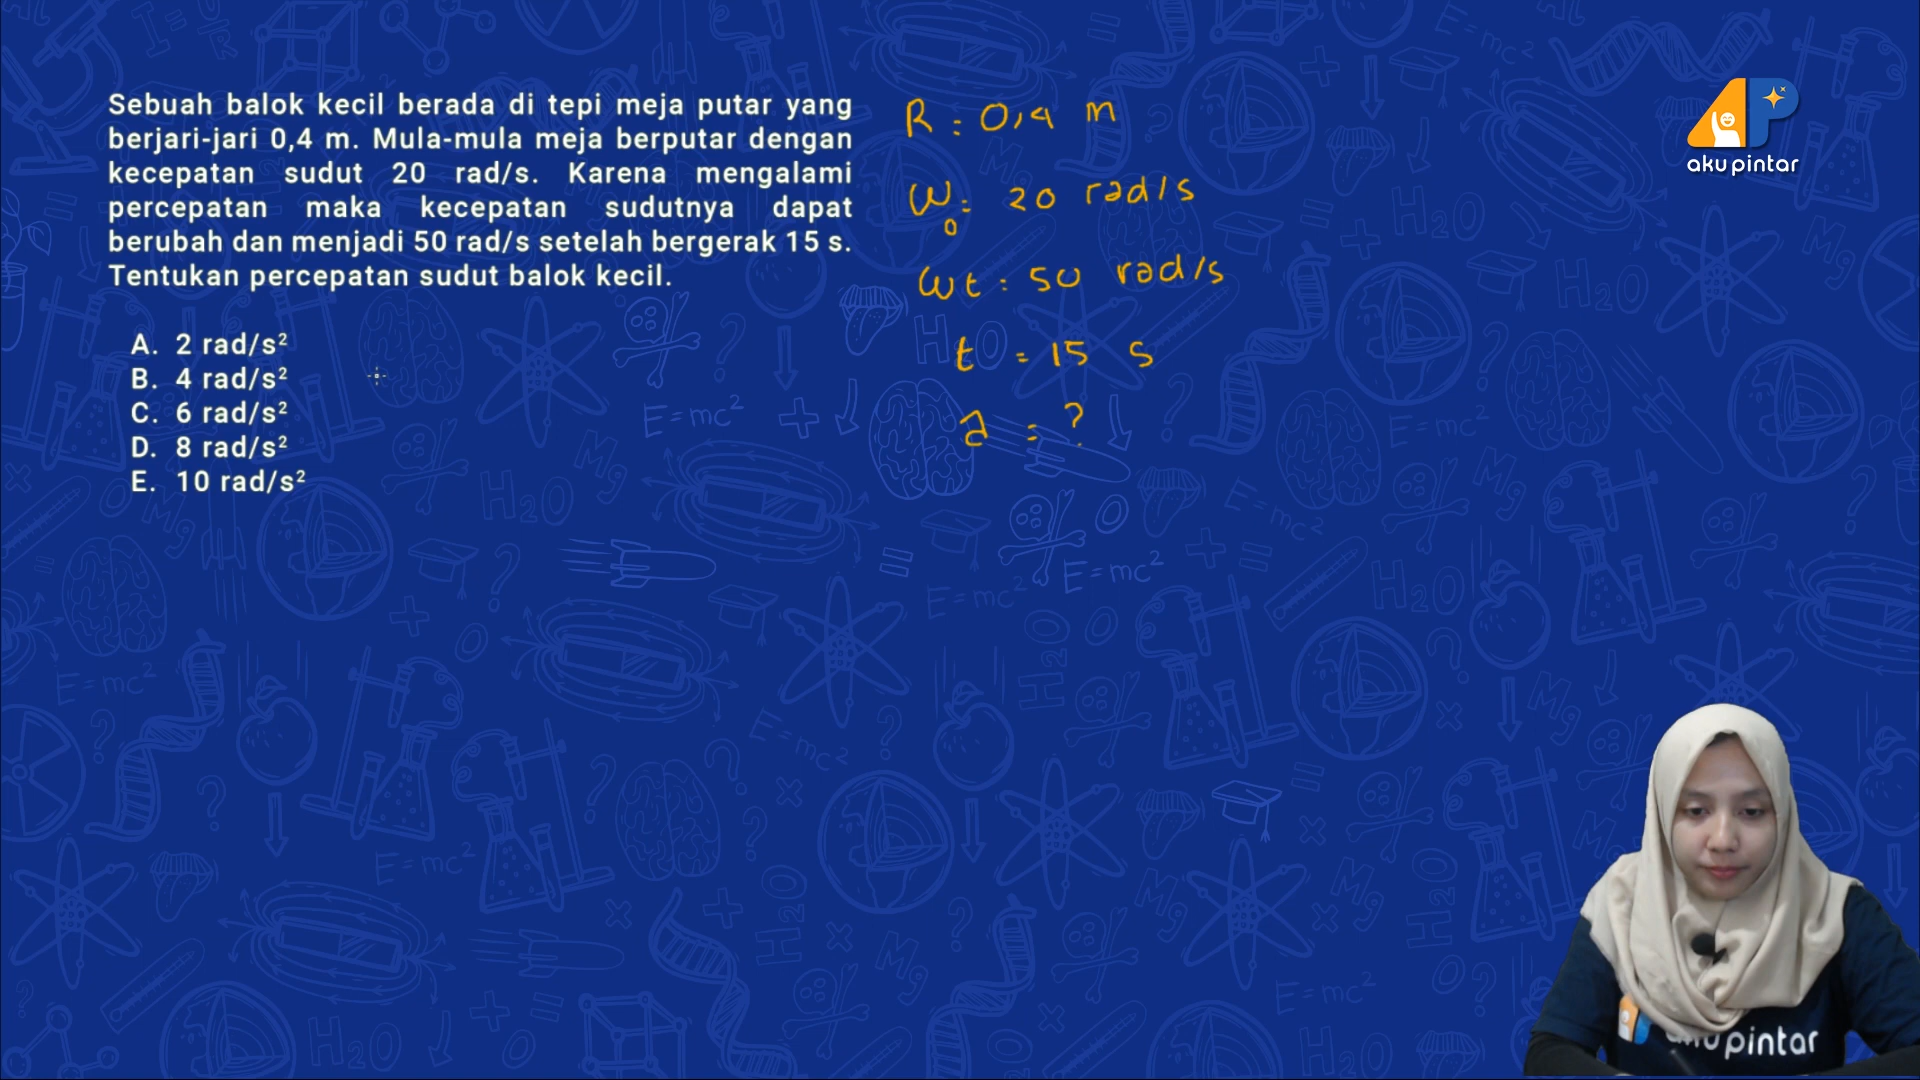 Sebuah balok kecil berada di tepi meja putar yang
berjari-jari 0,4 m. Mula-mula meja berputar dengan
kecepatan sudut 20 rad/s. Karena mengalami
percepatan maka kecepatan sudutnya dapat
berubah dan menjadi 50 rad/s setelah bergerak 15 s.
Tentukan percepatan sudut balok kecil.
A. 2 rad/s²
B. 4 rad/s²
C. 6 rad/s²
D. 8 rad/s²
E. 10 rad/s²
R = 0,4 m
ω₀ = 20 rad/s
ωt = 50 rad/s
t = 15 s
a = ?
aku pintar
pintar